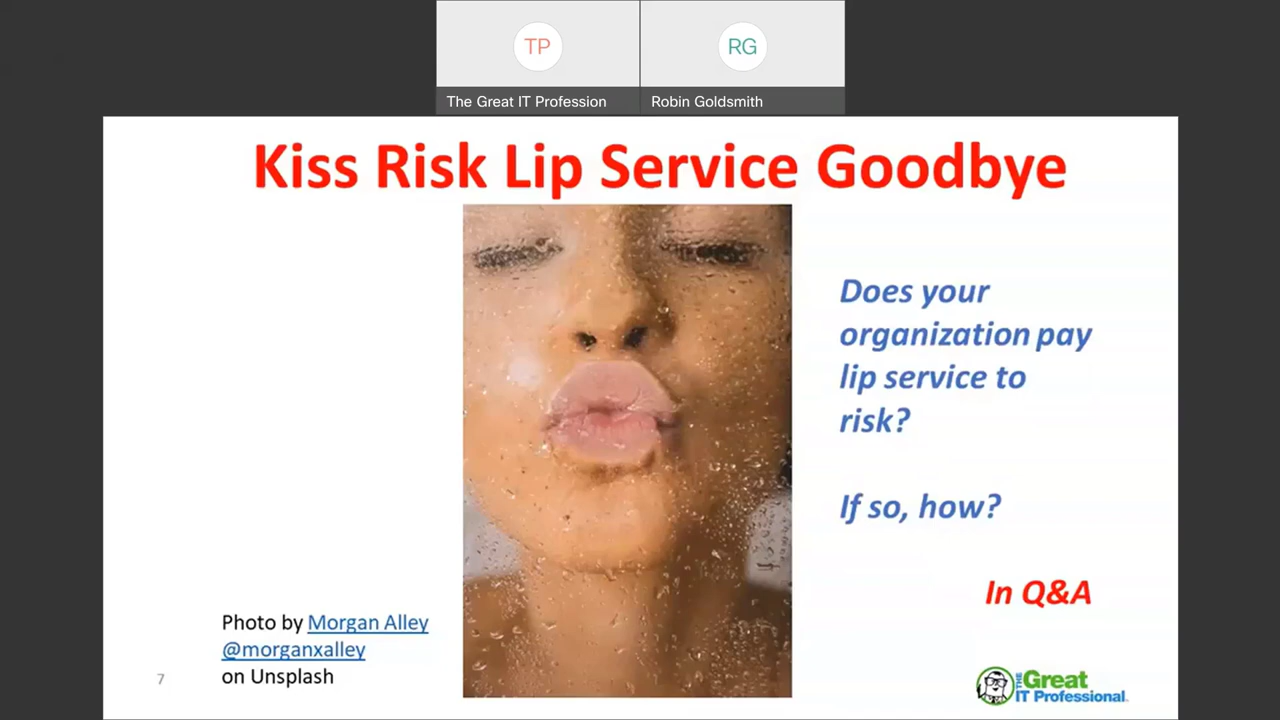 TP
RG
The Great IT Profession
Robin Goldsmith
Kiss Risk Lip Service Goodbye
Does your
organization pay
lip service to
risk?
If so, how?
In Q&A
Photo by Morgan Alley
@morganxalley
on Unsplash
7
THE Great
IT Professional